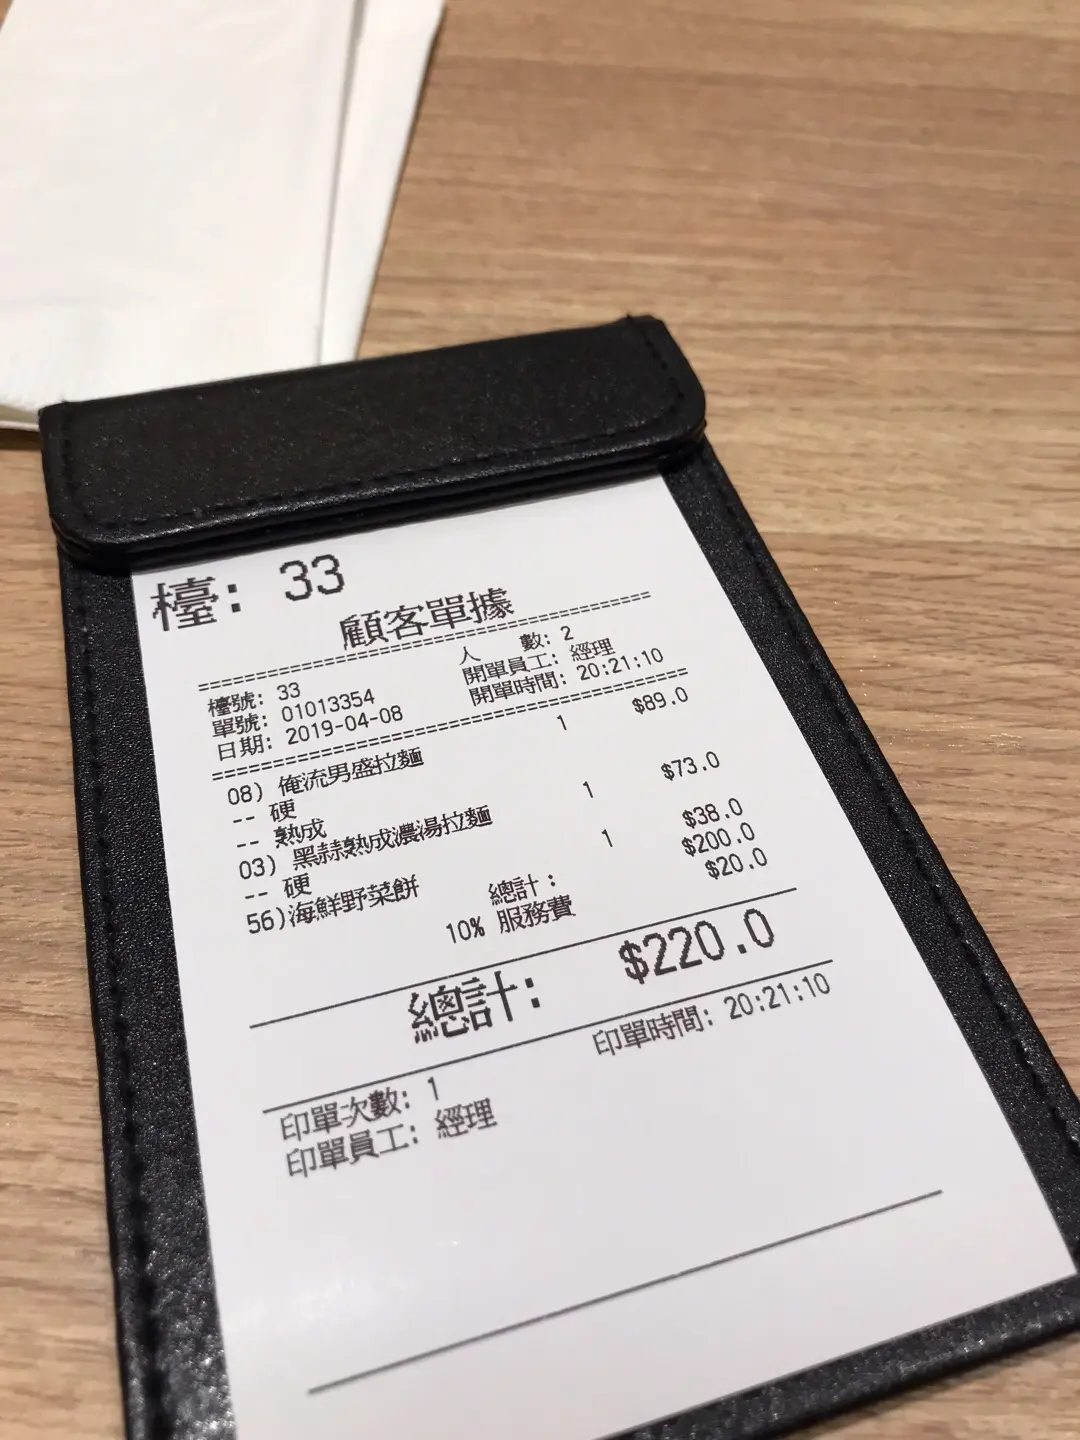 檯: 33
顧客單據
人 數: 2
檯號: 33 開單員工: 經理
單號: 01013354 開單時間: 20:21:10
日期: 2019-04-08
08) 俺流男盛拉麵 1 $89.0
-- 硬
-- 熟成
03) 黑蒜熟成濃湯拉麵 1 $73.0
-- 硬
56)海鮮野菜餅 1 $38.0
總計: $200.0
10% 服務費 $20.0
總計: $220.0
印單時間: 20:21:10
印單次數: 1
印單員工: 經理